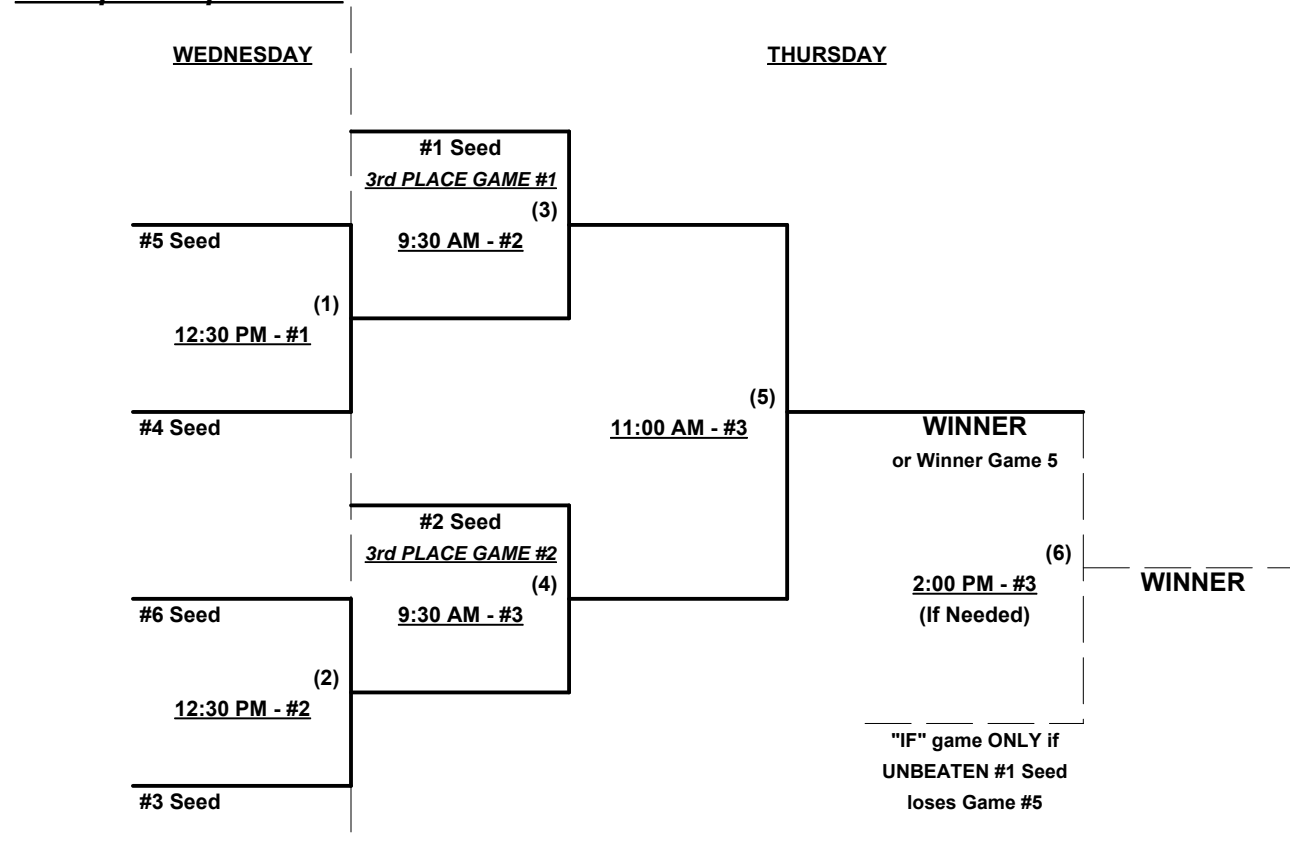 WEDNESDAY
THURSDAY
#1 Seed
3rd PLACE GAME #1
(3)
9:30 AM - #2
#5 Seed
(1)
12:30 PM - #1
#4 Seed
(5)
11:00 AM - #3
WINNER
or Winner Game 5
#2 Seed
3rd PLACE GAME #2
(4)
9:30 AM - #3
(6)
2:00 PM - #3
(If Needed)
WINNER
#6 Seed
(2)
12:30 PM - #2
#3 Seed
"IF" game ONLY if
UNBEATEN #1 Seed
loses Game #5